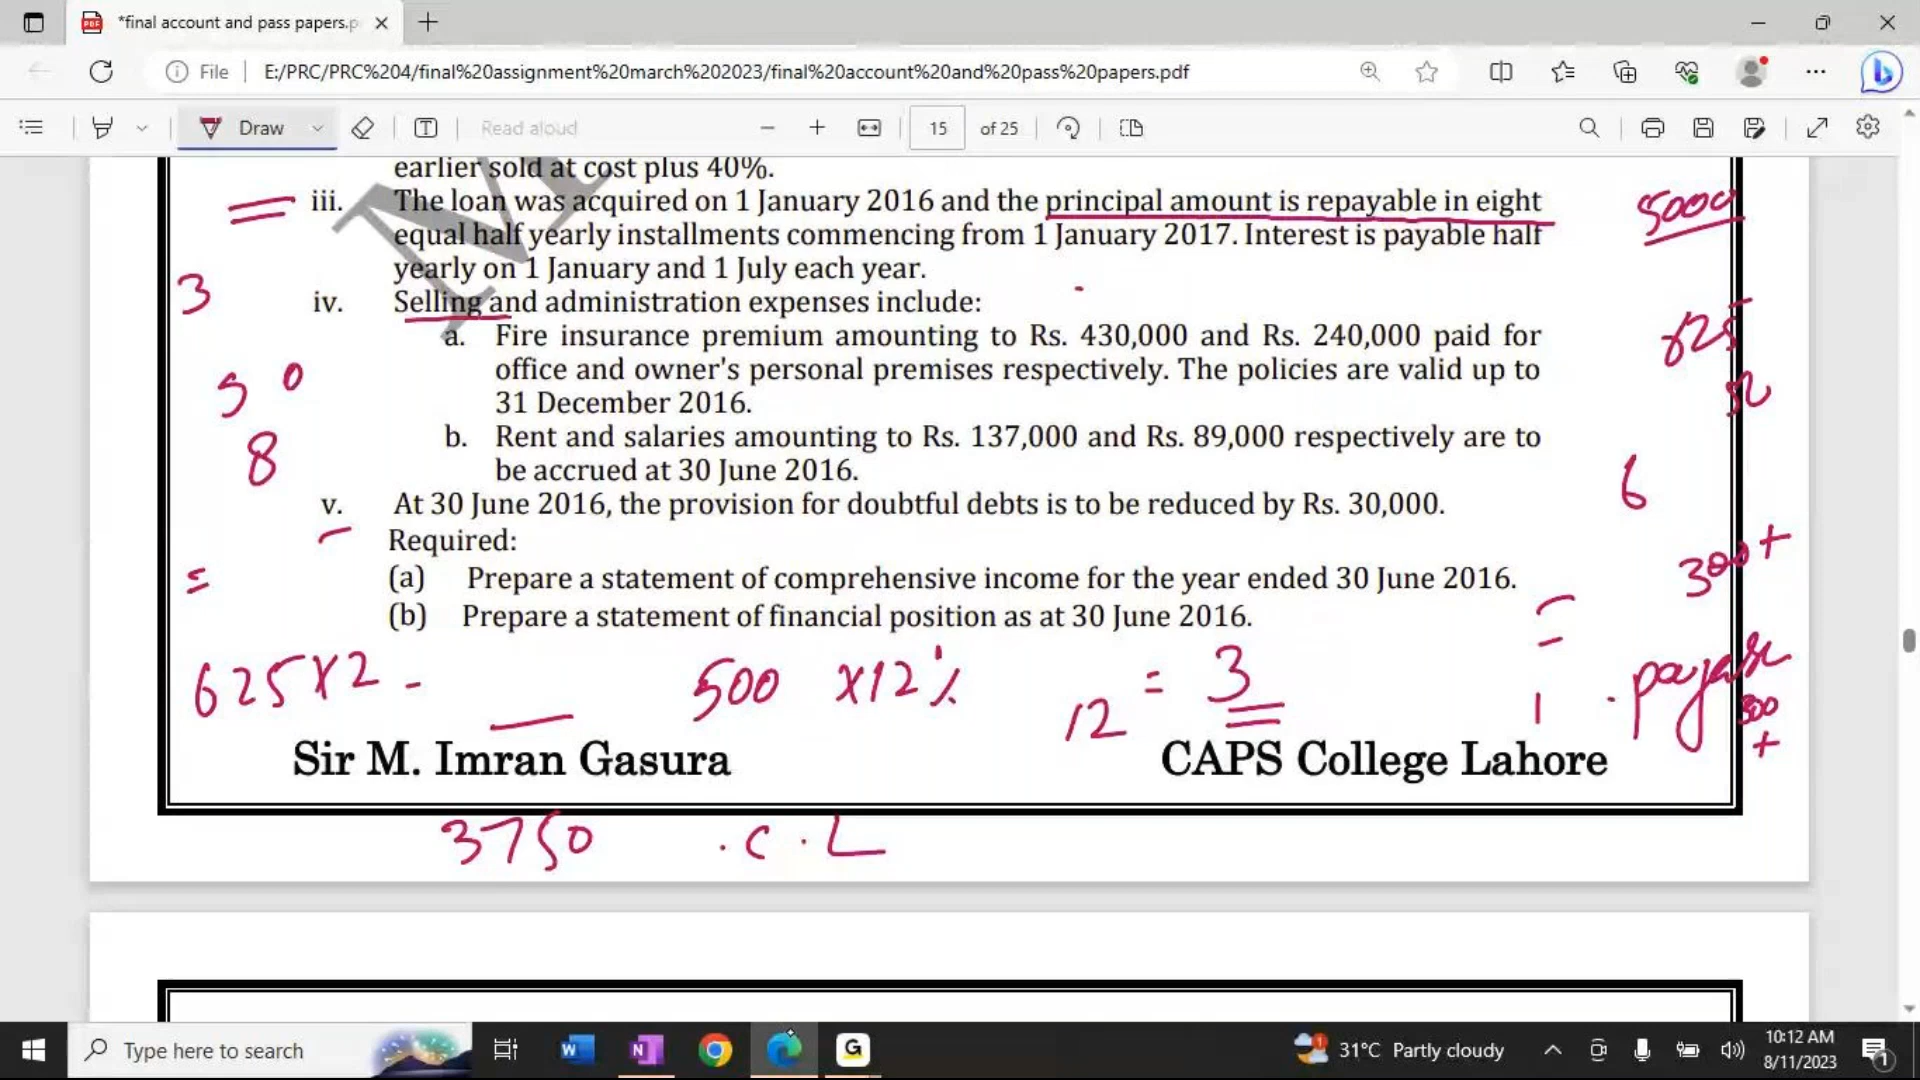 *final account and pass papers.p
File
E:/PRC/PRC%204/final%20assignment%20march%202023/final%20account%20and%20pass%20papers.pdf
Draw
Read aloud
15
of 25
earlier sold at cost plus 40%.
iii. The loan was acquired on 1 January 2016 and the principal amount is repayable in eight
equal half yearly installments commencing from 1 January 2017. Interest is payable half
yearly on 1 January and 1 July each year.
5000
3
iv. Selling and administration expenses include:
a. Fire insurance premium amounting to Rs. 430,000 and Rs. 240,000 paid for
office and owner's personal premises respectively. The policies are valid up to
31 December 2016.
625
5 0
8
b. Rent and salaries amounting to Rs. 137,000 and Rs. 89,000 respectively are to
be accrued at 30 June 2016.
6
v. At 30 June 2016, the provision for doubtful debts is to be reduced by Rs. 30,000.
Required:
300+
(a) Prepare a statement of comprehensive income for the year ended 30 June 2016.
(b) Prepare a statement of financial position as at 30 June 2016.
625x2 -
500 x12%
12
= 3
300
+
Sir M. Imran Gasura
CAPS College Lahore
3750 .C.L
Type here to search
31°C Partly cloudy
10:12 AM
8/11/2023